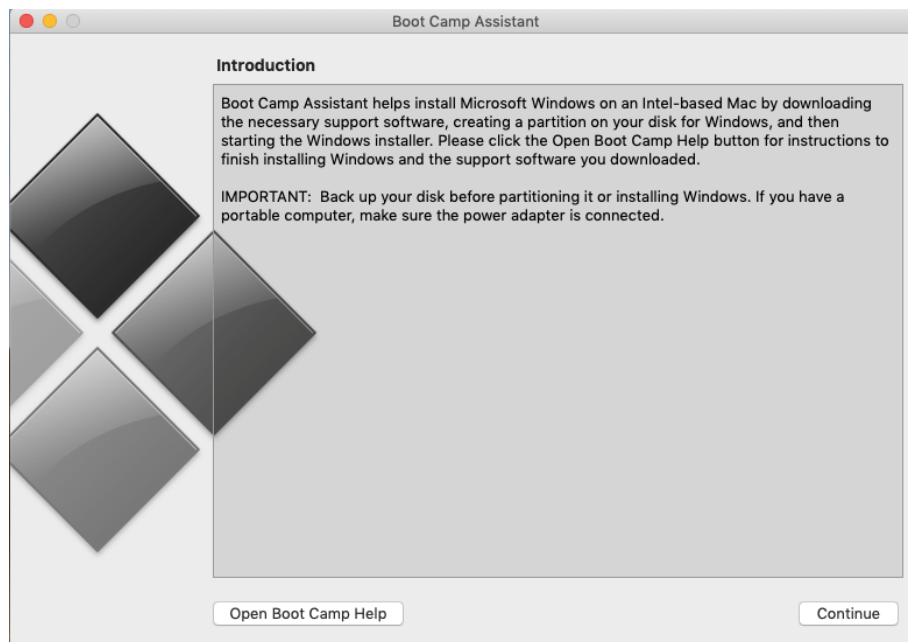 Boot Camp Assistant
Introduction
Boot Camp Assistant helps install Microsoft Windows on an Intel-based Mac by downloading
the necessary support software, creating a partition on your disk for Windows, and then
starting the Windows installer. Please click the Open Boot Camp Help button for instructions to
finish installing Windows and the support software you downloaded.
IMPORTANT:  Back up your disk before partitioning it or installing Windows. If you have a
portable computer, make sure the power adapter is connected.
Open Boot Camp Help
Continue